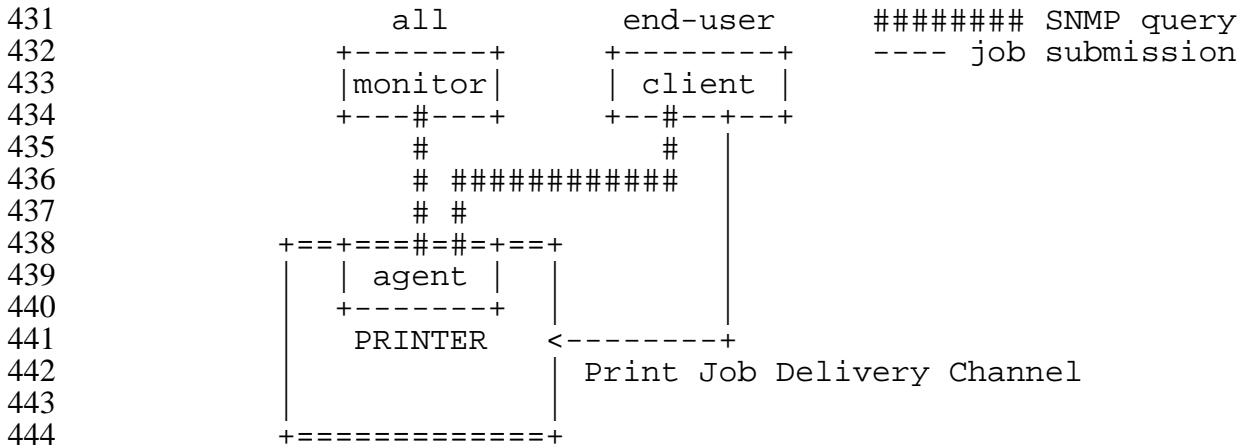 431                  all            end-user      ######## SNMP query
432              +-------+      +--------+     ---- job submission
433              |monitor|      | client |
434              +---#---+      +--#--+--+
435                  #             #  |
436                  # ############   |
437                  # #              |
438           +==+===#=#=+==+         |
439           |  | agent |  |         |
440           |  +-------+  |         |
441           |   PRINTER   <---------+
442           |             | Print Job Delivery Channel
443           |             |
444           +=============+